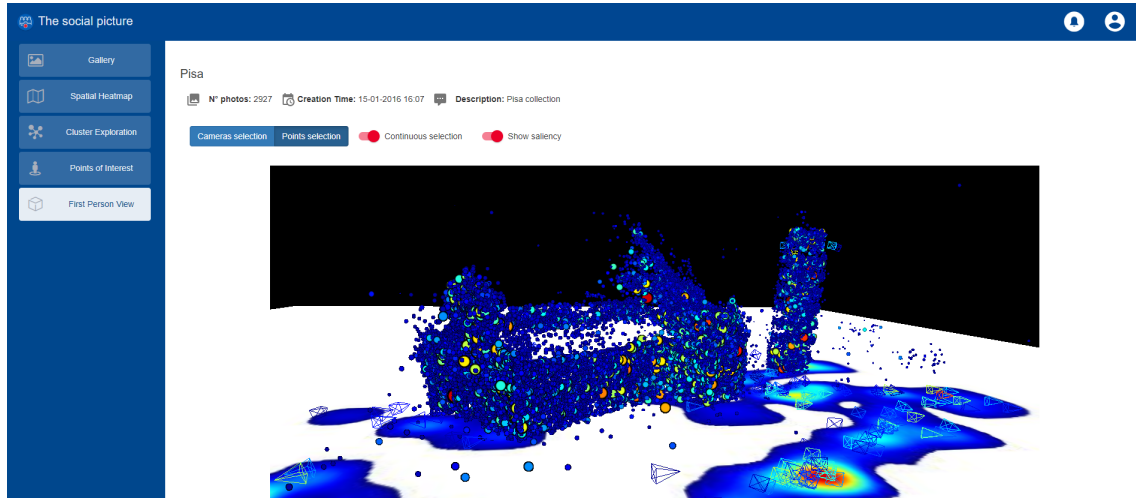 The social picture
Gallery
Spatial Heatmap
Cluster Exploration
Points of Interest
First Person View
Pisa
N° photos: 2927 Creation Time: 15-01-2016 16:07 Description: Pisa collection
Cameras selection Points selection Continuous selection Show saliency